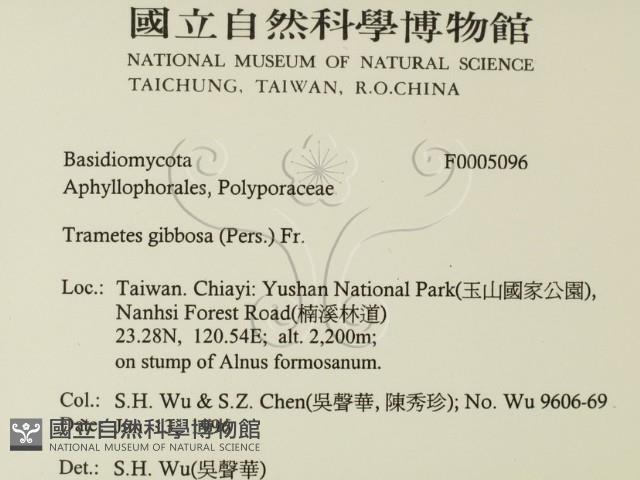 國立自然科學博物館
NATIONAL MUSEUM OF NATURAL SCIENCE
TAICHUNG, TAIWAN, R.O.CHINA
Basidiomycota F0005096
Aphyllophorales, Polyporaceae
Trametes gibbosa (Pers.) Fr.
Loc.: Taiwan. Chiayi: Yushan National Park(玉山國家公園),
Nanhsi Forest Road(楠溪林道)
23.28N, 120.54E; alt. 2,200m;
on stump of Alnus formosanum.
Col.: S.H. Wu & S.Z. Chen(吳聲華, 陳秀珍); No. Wu 9606-69
Date:
國立自然科學博物館
NATIONAL MUSEUM OF NATURAL SCIENCE
Det.: S.H. Wu(吳聲華)